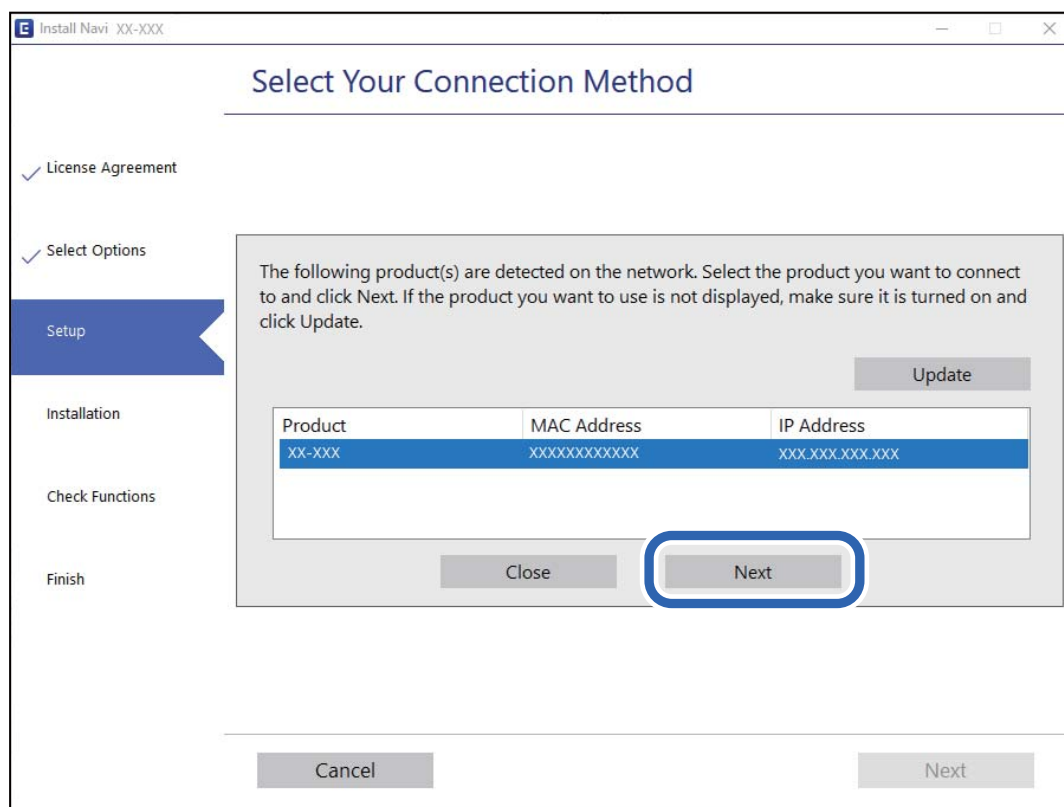 E Install Navi XX-XXX
Select Your Connection Method
License Agreement
Select Options
Setup
Installation
Check Functions
Finish
The following product(s) are detected on the network. Select the product you want to connect
to and click Next. If the product you want to use is not displayed, make sure it is turned on and
click Update.
Update
Product MAC Address IP Address
XX-XXX XXXXXXXXXXXX XXX.XXX.XXX.XXX
Close Next
Cancel Next